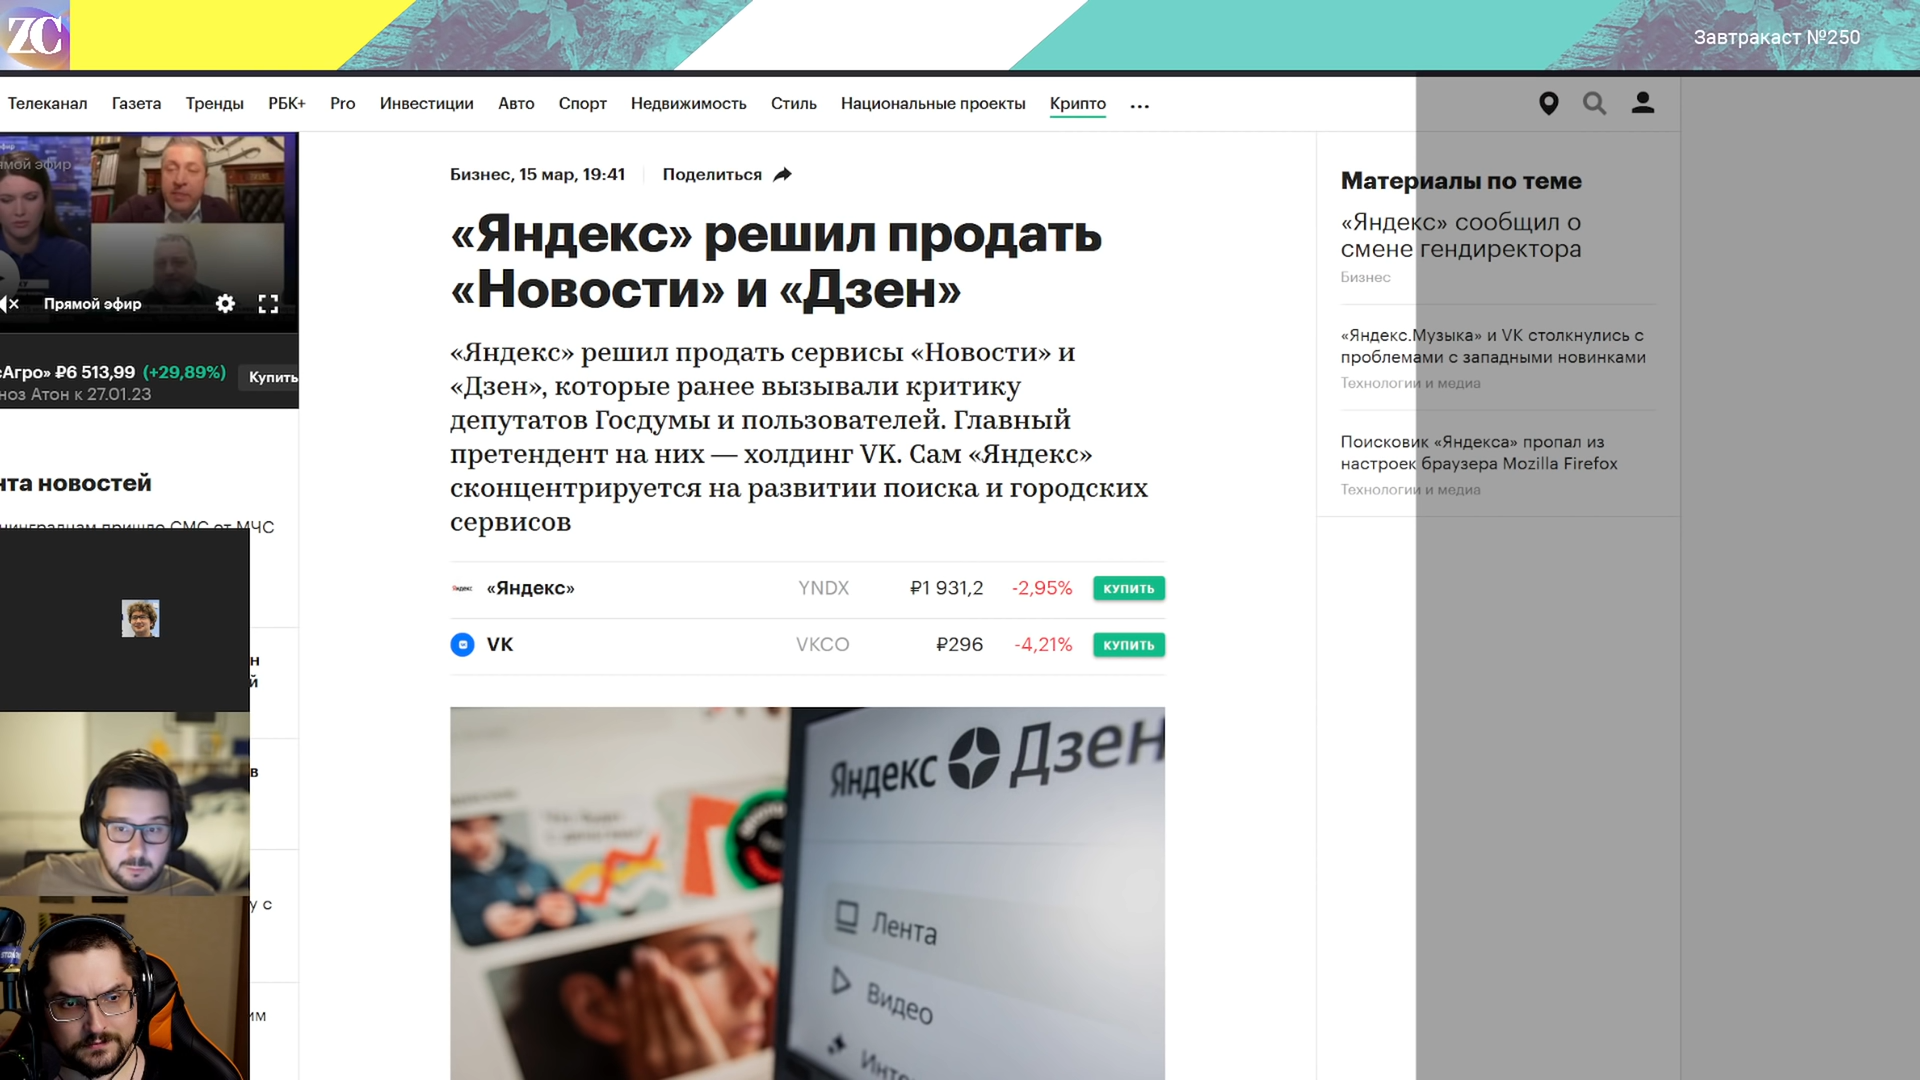 ZC
Завтракаст №250
Телеканал Газета Тренды РБК+ Pro Инвестиции Авто Спорт Недвижимость Стиль Национальные проекты Крипто ...
Прямой эфир
₽6 513,99 (+29,89%) Купить
Атон к 27.01.23
новостей
СМС от МЧС
Бизнес, 15 мар, 19:41 Поделиться
«Яндекс» решил продать
«Новости» и «Дзен»
«Яндекс» решил продать сервисы «Новости» и
«Дзен», которые ранее вызывали критику
депутатов Госдумы и пользователей. Главный
претендент на них — холдинг VK. Сам «Яндекс»
сконцентрируется на развитии поиска и городских
сервисов
Яндекс «Яндекс» YNDX ₽1 931,2 -2,95% КУПИТЬ
VK VKCO ₽296 -4,21% КУПИТЬ
Яндекс Дзен
Лента
Видео
Материалы по теме
«Яндекс» сообщил о
смене гендиректора
Бизнес
«Яндекс.Музыка» и VK столкнулись с
проблемами с западными новинками
Технологии и медиа
Поисковик «Яндекса» пропал из
настроек браузера Mozilla Firefox
Технологии и медиа